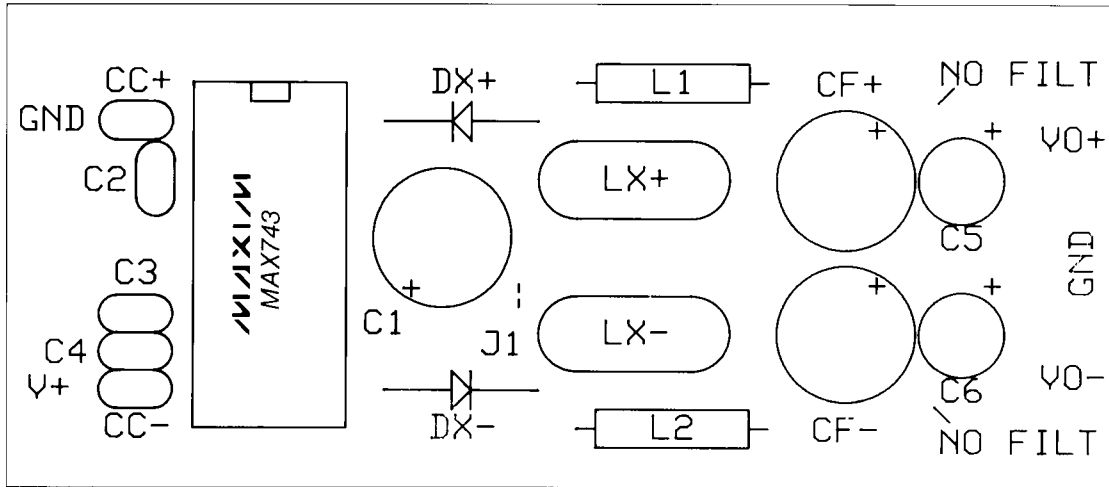 CC+
GND
C2
C3
C4
V+
CC-
MAXIM
MAX743
DX+
C1
J1
DX-
L1
LX+
LX-
L2
CF+
+
+
CF-
NO FILT
+
VO+
C5
GND
+
C6
VO-
NO FILT
+